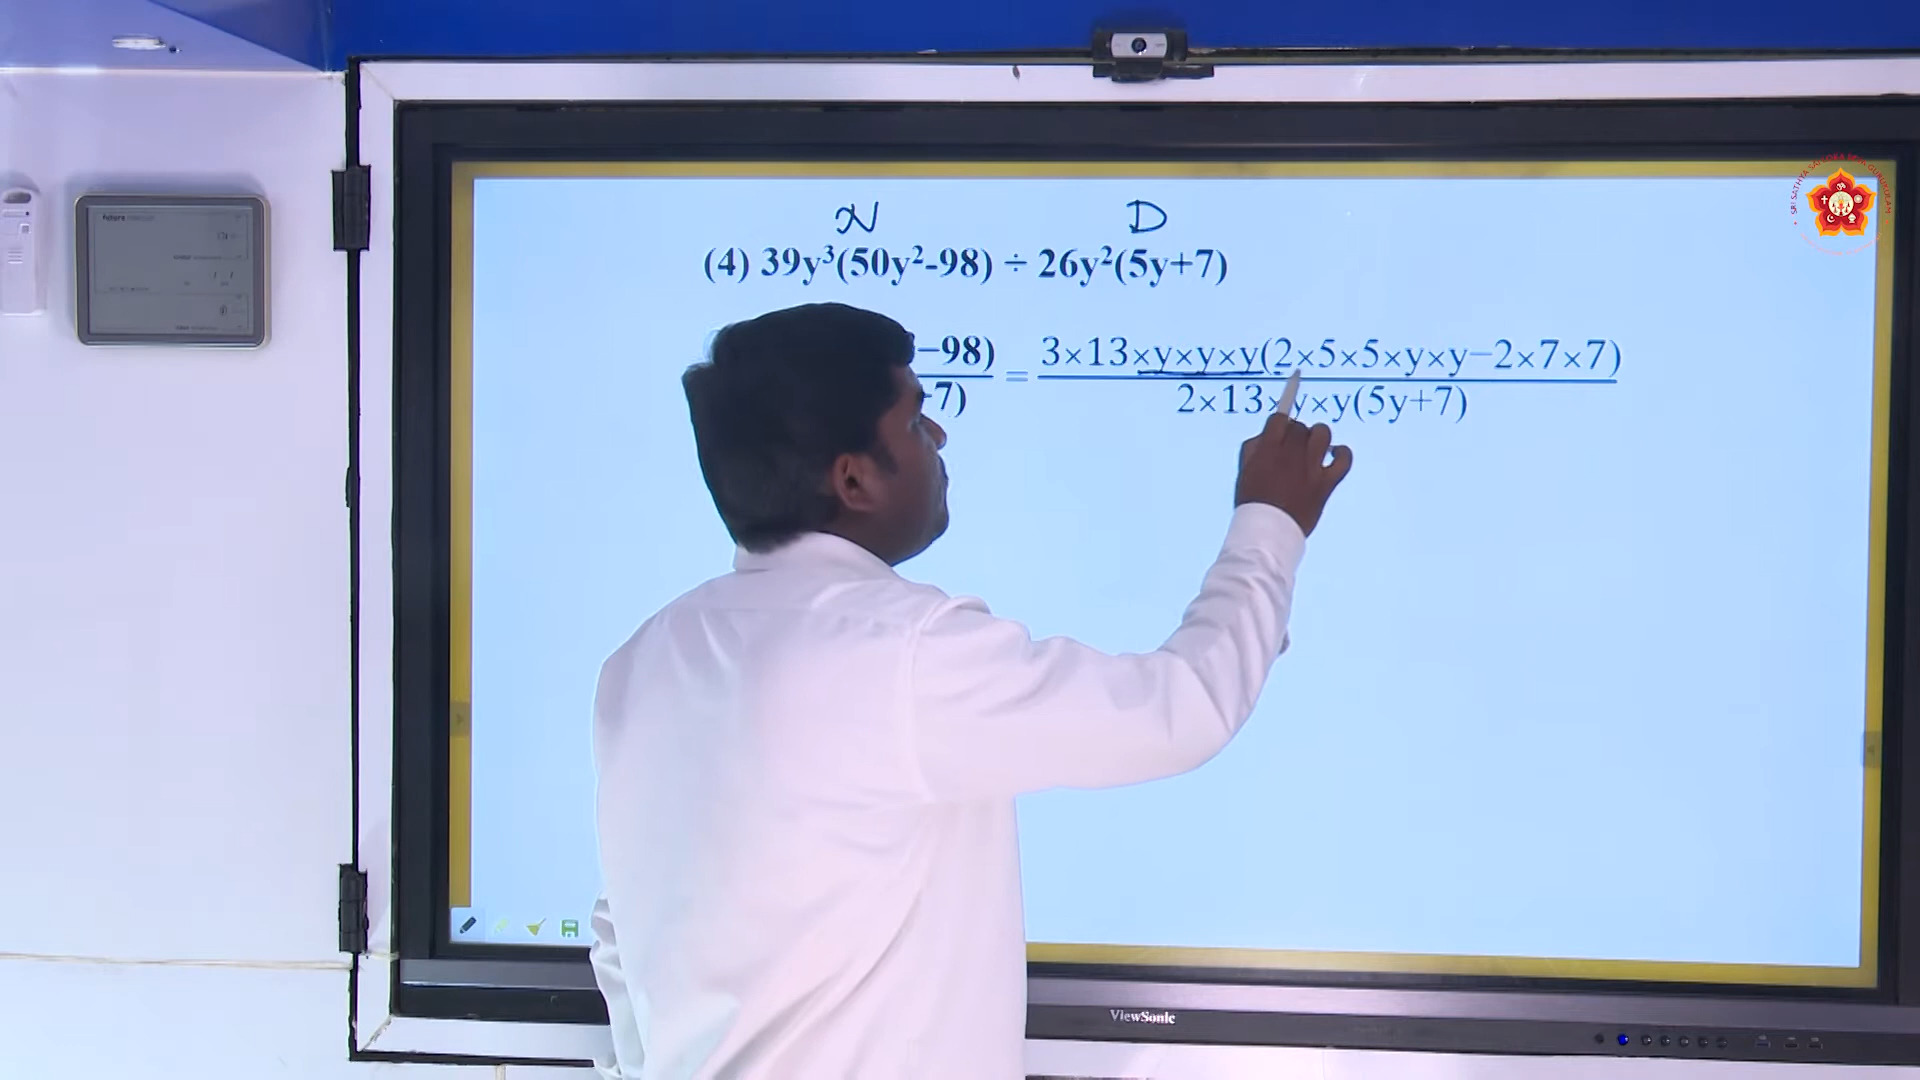 N D
(4) 39y³(50y²-98) ÷ 26y²(5y+7)
−98) = 3×13×y×y×y(2×5×5×y×y−2×7×7)
+7) 2×13×y×y(5y+7)
ViewSonic